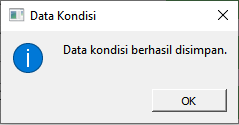 Data Kondisi
Data kondisi berhasil disimpan.
OK